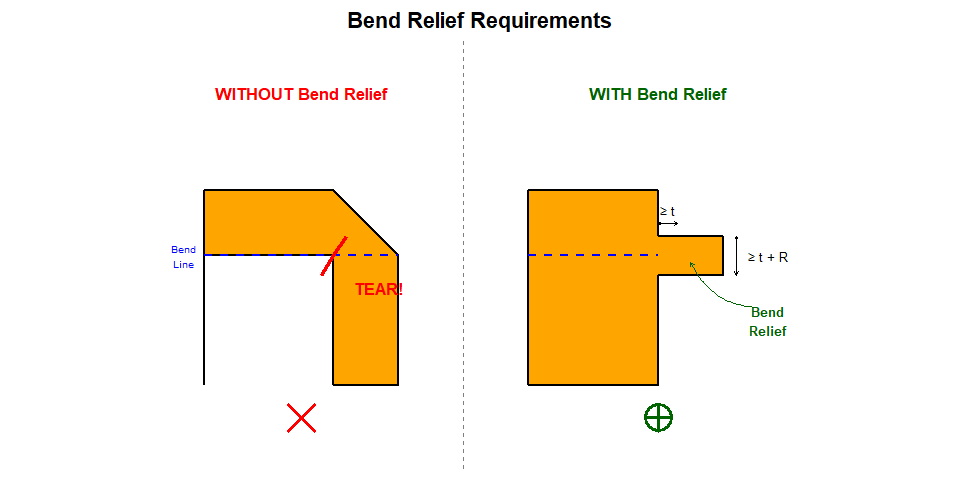 Bend Relief Requirements
WITHOUT Bend Relief
WITH Bend Relief
Bend
Line
TEAR!
≥ t
≥ t + R
Bend
Relief